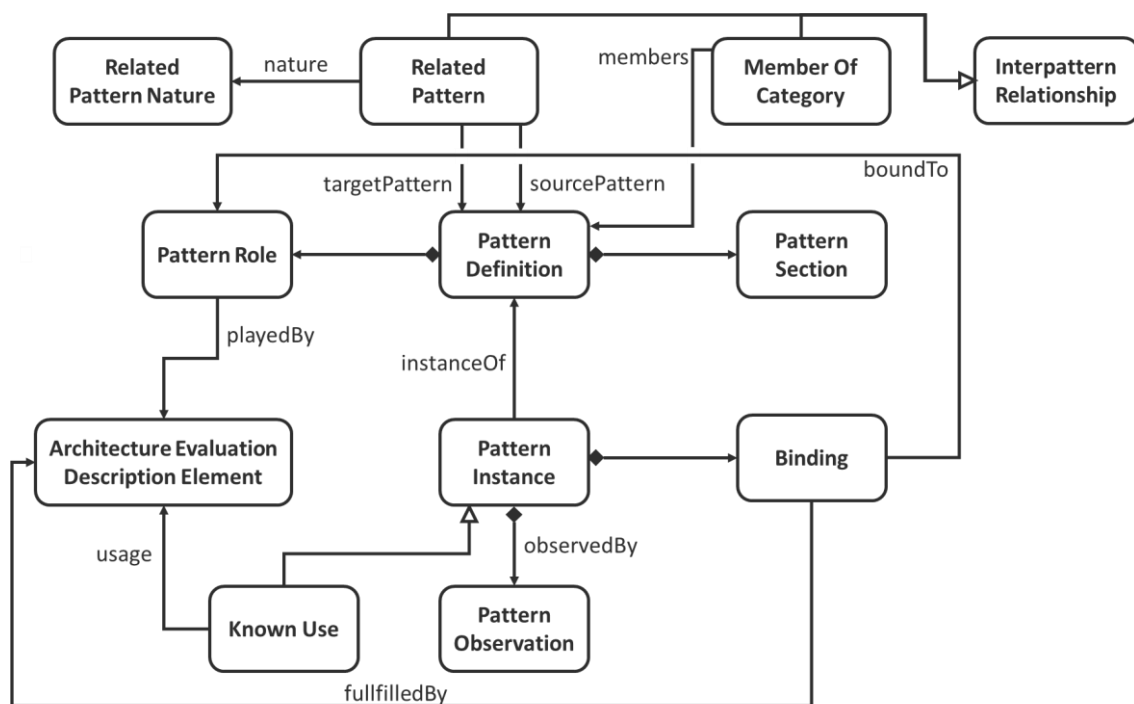 Related
Pattern Nature
nature
Related
Pattern
members
Member Of
Category
Interpattern
Relationship
targetPattern
sourcePattern
boundTo
Pattern Role
Pattern
Definition
Pattern
Section
playedBy
instanceOf
Architecture Evaluation
Description Element
Pattern
Instance
Binding
usage
observedBy
Known Use
Pattern
Observation
fullfilledBy